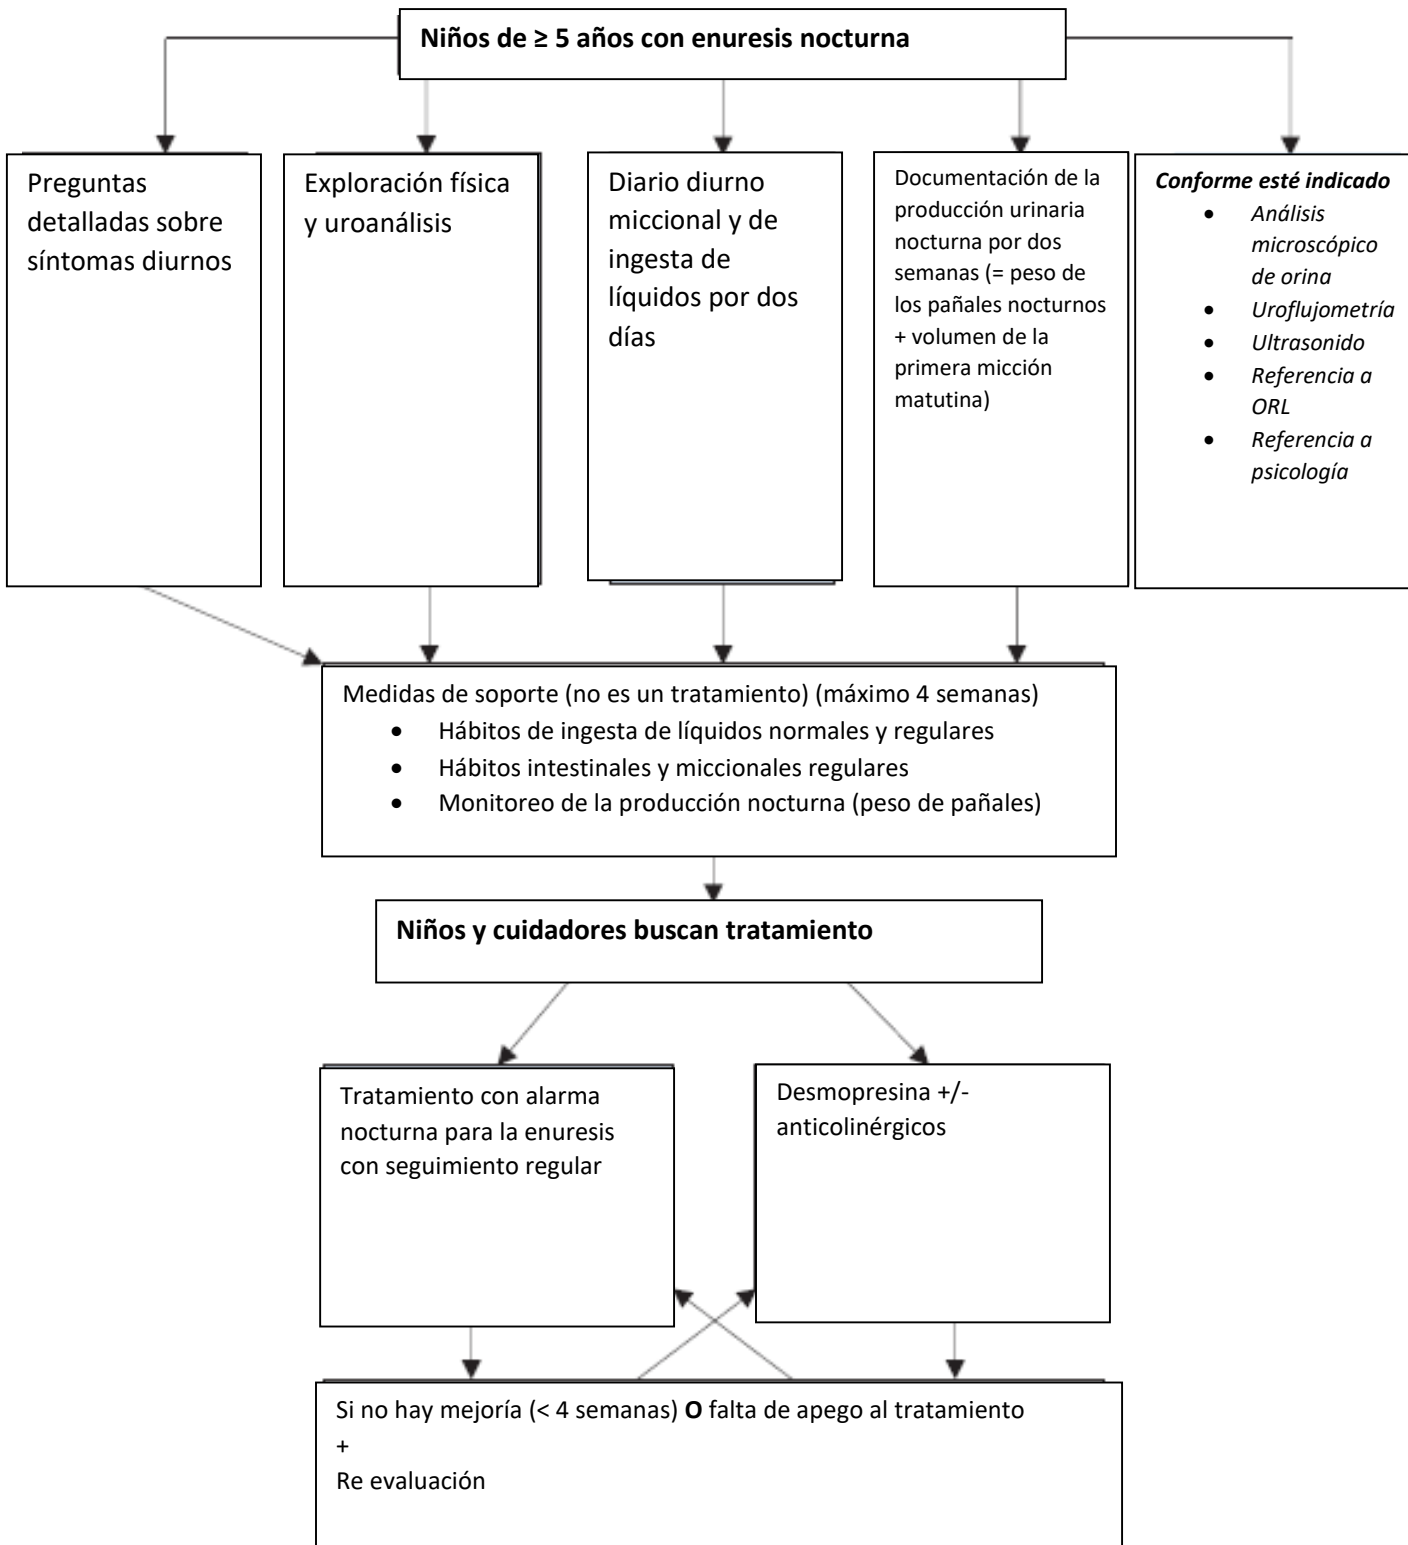 Niños de ≥ 5 años con enuresis nocturna
Preguntas
detalladas sobre
síntomas diurnos
Exploración física
y uroanálisis
Diario diurno
miccional y de
ingesta de
líquidos por dos
días
Documentación de la
producción urinaria
nocturna por dos
semanas (= peso de
los pañales nocturnos
+ volumen de la
primera micción
matutina)
Conforme esté indicado
• Análisis
microscópico
de orina
• Uroflujometría
• Ultrasonido
• Referencia a
ORL
• Referencia a
psicología
Medidas de soporte (no es un tratamiento) (máximo 4 semanas)
• Hábitos de ingesta de líquidos normales y regulares
• Hábitos intestinales y miccionales regulares
• Monitoreo de la producción nocturna (peso de pañales)
Niños y cuidadores buscan tratamiento
Tratamiento con alarma
nocturna para la enuresis
con seguimiento regular
Desmopresina +/-
anticolinérgicos
Si no hay mejoría (< 4 semanas) O falta de apego al tratamiento
+
Re evaluación